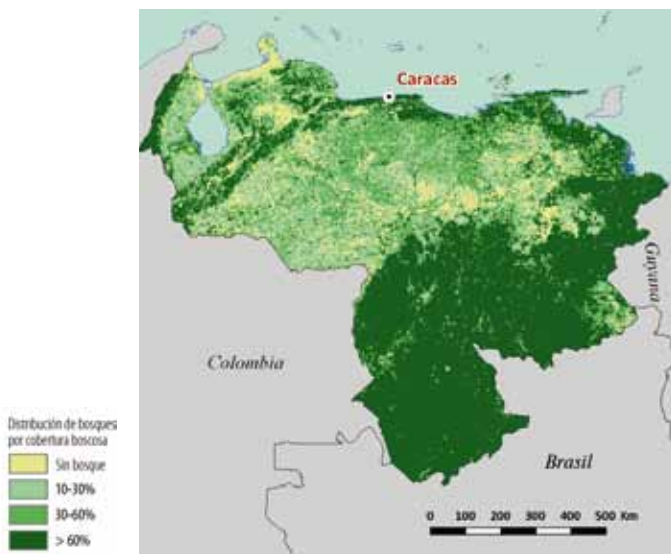 Caracas
Guyana
Colombia
Brasil
Distribución de bosques
por cobertura boscosa
Sin bosque
10-30%
30-60%
> 60%
0 100 200 300 400 500 Km